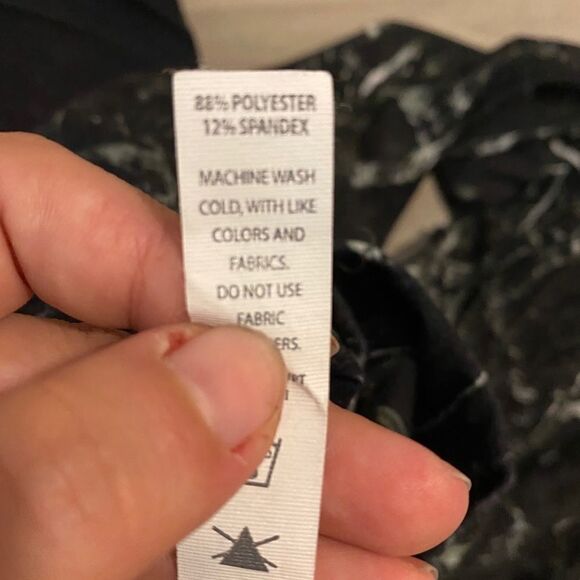 88% POLYESTER
12% SPANDEX
MACHINE WASH
COLD, WITH LIKE
COLORS AND
FABRICS.
DO NOT USE
FABRIC